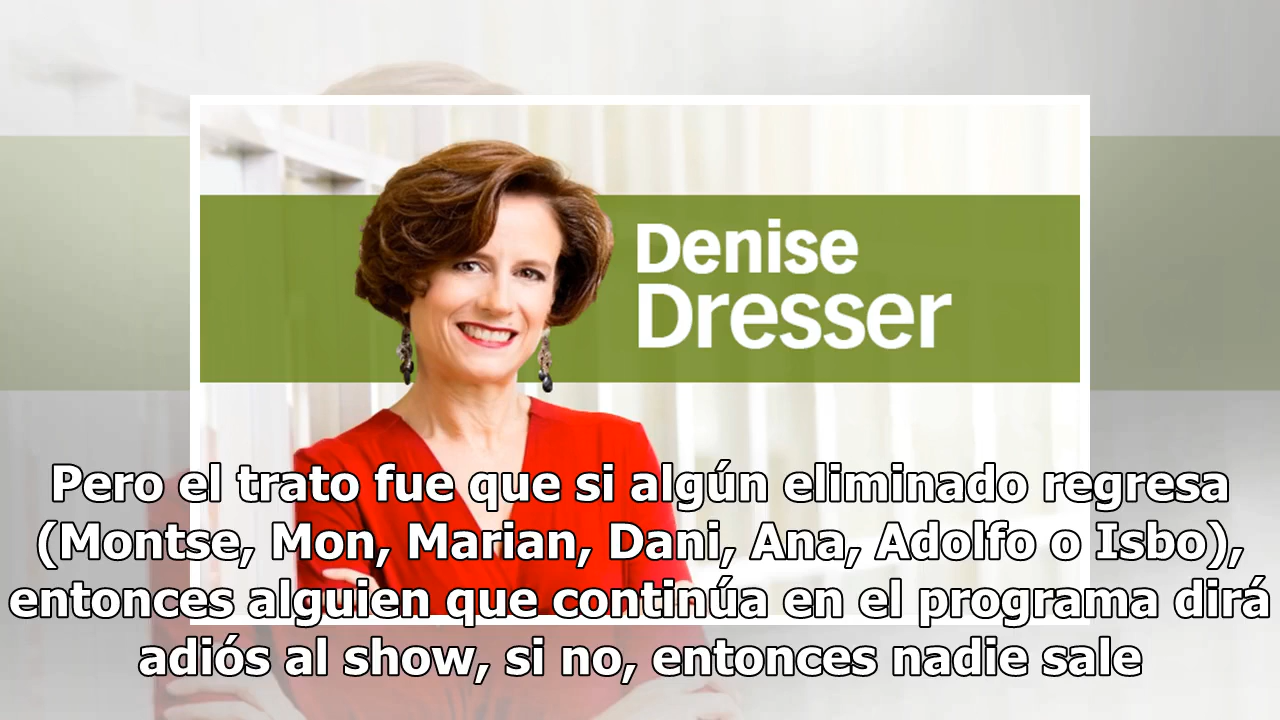 Denise
Dresser
Pero el trato fue que si algún eliminado regresa
(Montse, Mon, Marian, Dani, Ana, Adolfo o Isbo),
entonces alguien que continúa en el programa dirá
adiós al show, si no, entonces nadie sale